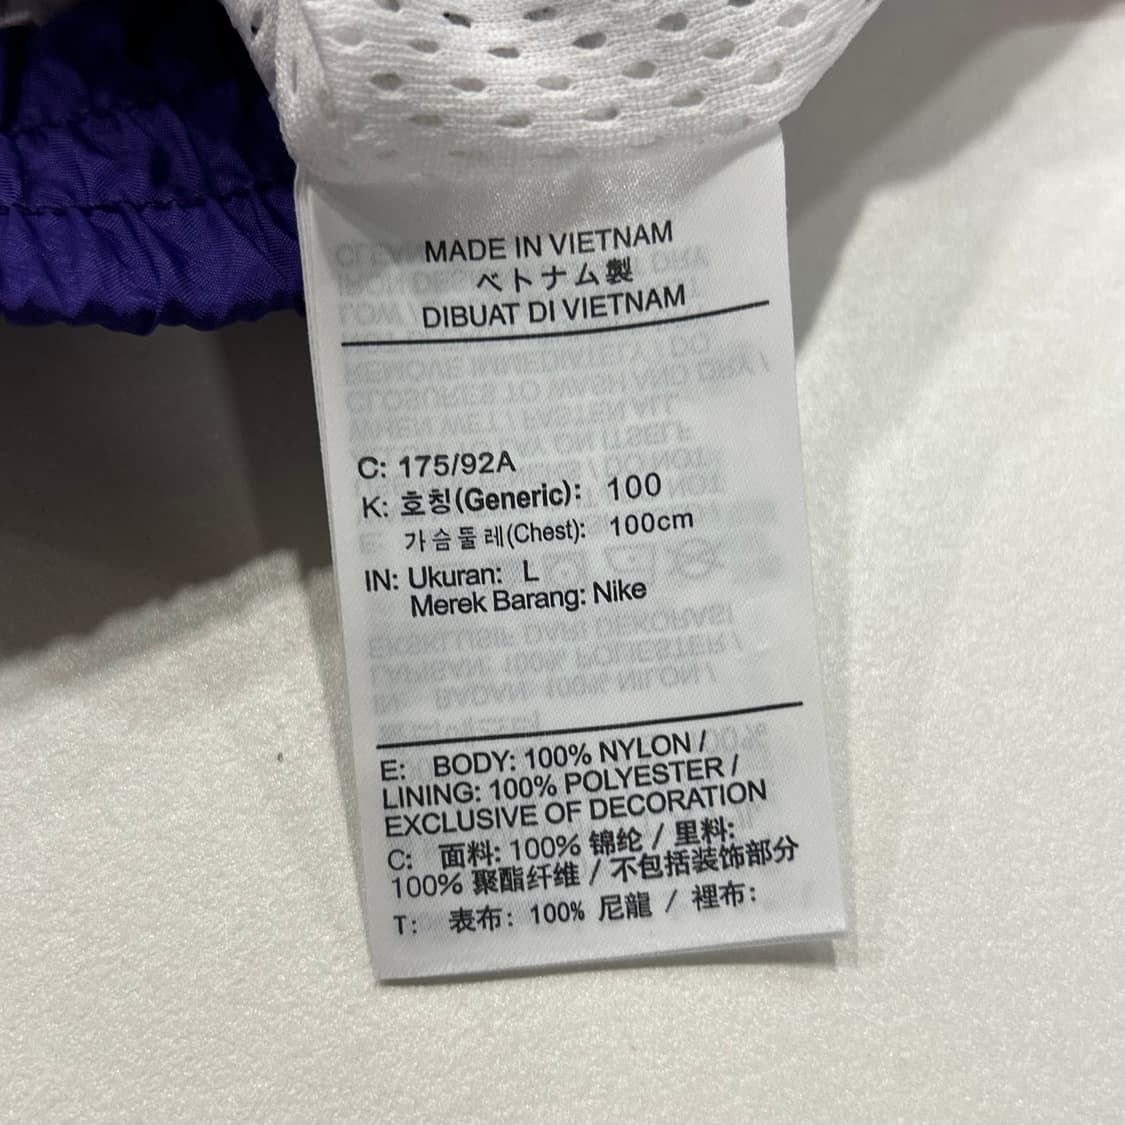 MADE IN VIETNAM
ベトナム製
DIBUAT DI VIETNAM
C: 175/92A
K: 호칭(Generic): 100
가슴둘레(Chest): 100cm
IN: Ukuran: L
Merek Barang: Nike
E: BODY: 100% NYLON /
LINING: 100% POLYESTER /
EXCLUSIVE OF DECORATION
C: 面料: 100% 锦纶 / 里料:
100% 聚酯纤维 / 不包括装饰部分
T: 表布: 100% 尼龍 / 裡布: